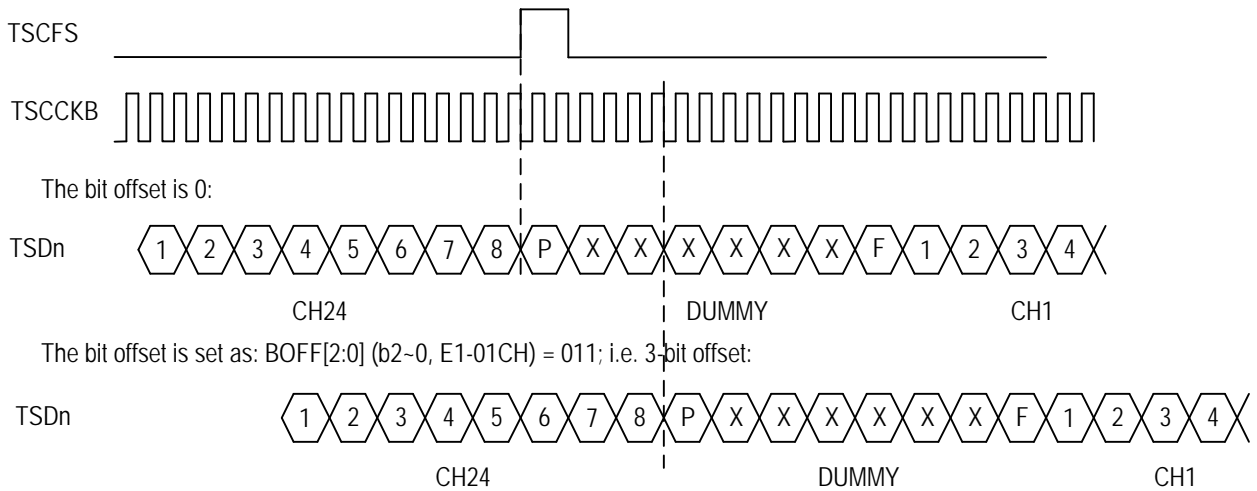 TSCFS
TSCCKB
The bit offset is 0:
TSDn 1 2 3 4 5 6 7 8 P X X X X X X F 1 2 3 4
CH24 DUMMY CH1
The bit offset is set as: BOFF[2:0] (b2~0, E1-01CH) = 011; i.e. 3-bit offset:
TSDn 1 2 3 4 5 6 7 8 P X X X X X X F 1 2 3 4
CH24 DUMMY CH1